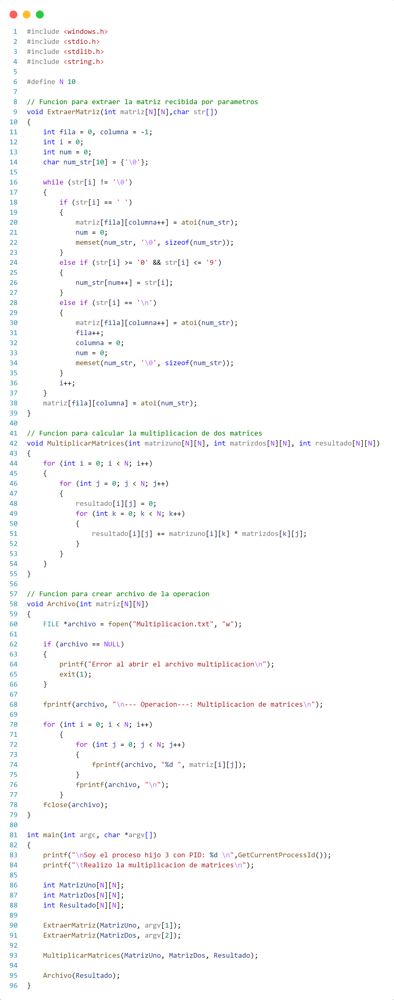 1 #include <windows.h>
2 #include <stdio.h>
3 #include <stdlib.h>
4 #include <string.h>
5
6 #define N 10
7
8 // Funcion para extraer la matriz recibida por parametros
9 void ExtraerMatriz(int matriz[N][N],char str[])
10 {
11     int fila = 0, columna = -1;
12     int i = 0;
13     int num = 0;
14     char num_str[10] = {'\0'};
15
16     while (str[i] != '\0')
17     {
18         if (str[i] == ' ')
19         {
20             matriz[fila][columna++] = atoi(num_str);
21             num = 0;
22             memset(num_str, '\0', sizeof(num_str));
23         }
24         else if (str[i] >= '0' && str[i] <= '9')
25         {
26             num_str[num++] = str[i];
27         }
28         else if (str[i] == '\n')
29         {
30             matriz[fila][columna++] = atoi(num_str);
31             fila++;
32             columna = 0;
33             num = 0;
34             memset(num_str, '\0', sizeof(num_str));
35         }
36         i++;
37     }
38     matriz[fila][columna] = atoi(num_str);
39 }
40
41 // Funcion para calcular la multiplicacion de dos matrices
42 void MultiplicarMatrices(int matrizuno[N][N], int matrizdos[N][N], int resultado[N][N])
43 {
44     for (int i = 0; i < N; i++)
45     {
46         for (int j = 0; j < N; j++)
47         {
48             resultado[i][j] = 0;
49             for (int k = 0; k < N; k++)
50             {
51                 resultado[i][j] += matrizuno[i][k] * matrizdos[k][j];
52             }
53         }
54     }
55 }
56
57 // Funcion para crear archivo de la operacion
58 void Archivo(int matriz[N][N])
59 {
60     FILE *archivo = fopen("Multiplicacion.txt", "w");
61
62     if (archivo == NULL)
63     {
64         printf("Error al abrir el archivo multiplicacion\n");
65         exit(1);
66     }
67
68     fprintf(archivo, "\n--- Operacion---: Multiplicacion de matrices\n");
69
70     for (int i = 0; i < N; i++)
71         {
72             for (int j = 0; j < N; j++)
73             {
74                 fprintf(archivo, "%d ", matriz[i][j]);
75             }
76             fprintf(archivo, "\n");
77         }
78     fclose(archivo);
79 }
80
81 int main(int argc, char *argv[])
82 {
83     printf("\nSoy el proceso hijo 3 con PID: %d \n",GetCurrentProcessId());
84     printf("\tRealizo la multiplicacion de matrices\n");
85
86     int MatrizUno[N][N];
87     int MatrizDos[N][N];
88     int Resultado[N][N];
89
90     ExtraerMatriz(MatrizUno, argv[1]);
91     ExtraerMatriz(MatrizDos, argv[2]);
92
93     MultiplicarMatrices(MatrizUno, MatrizDos, Resultado);
94
95     Archivo(Resultado);
96 }